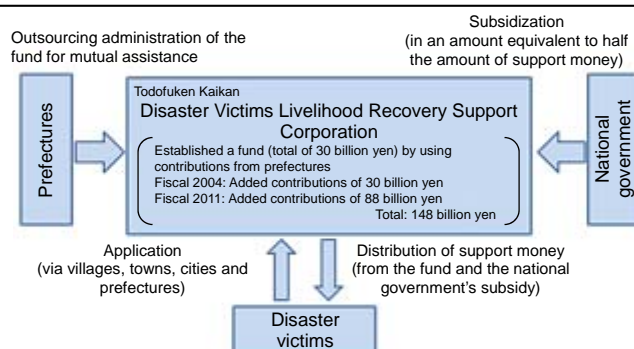 Subsidization
(in an amount equivalent to half
the amount of support money)
Outsourcing administration of the
fund for mutual assistance
Prefectures
Todofuken Kaikan
Disaster Victims Livelihood Recovery Support
Corporation
Established a fund (total of 30 billion yen) by using
contributions from prefectures
Fiscal 2004: Added contributions of 30 billion yen
Fiscal 2011: Added contributions of 88 billion yen
Total: 148 billion yen
National
government
Application
(via villages, towns, cities and
prefectures)
Distribution of support money
(from the fund and the national
government's subsidy)
Disaster
victims